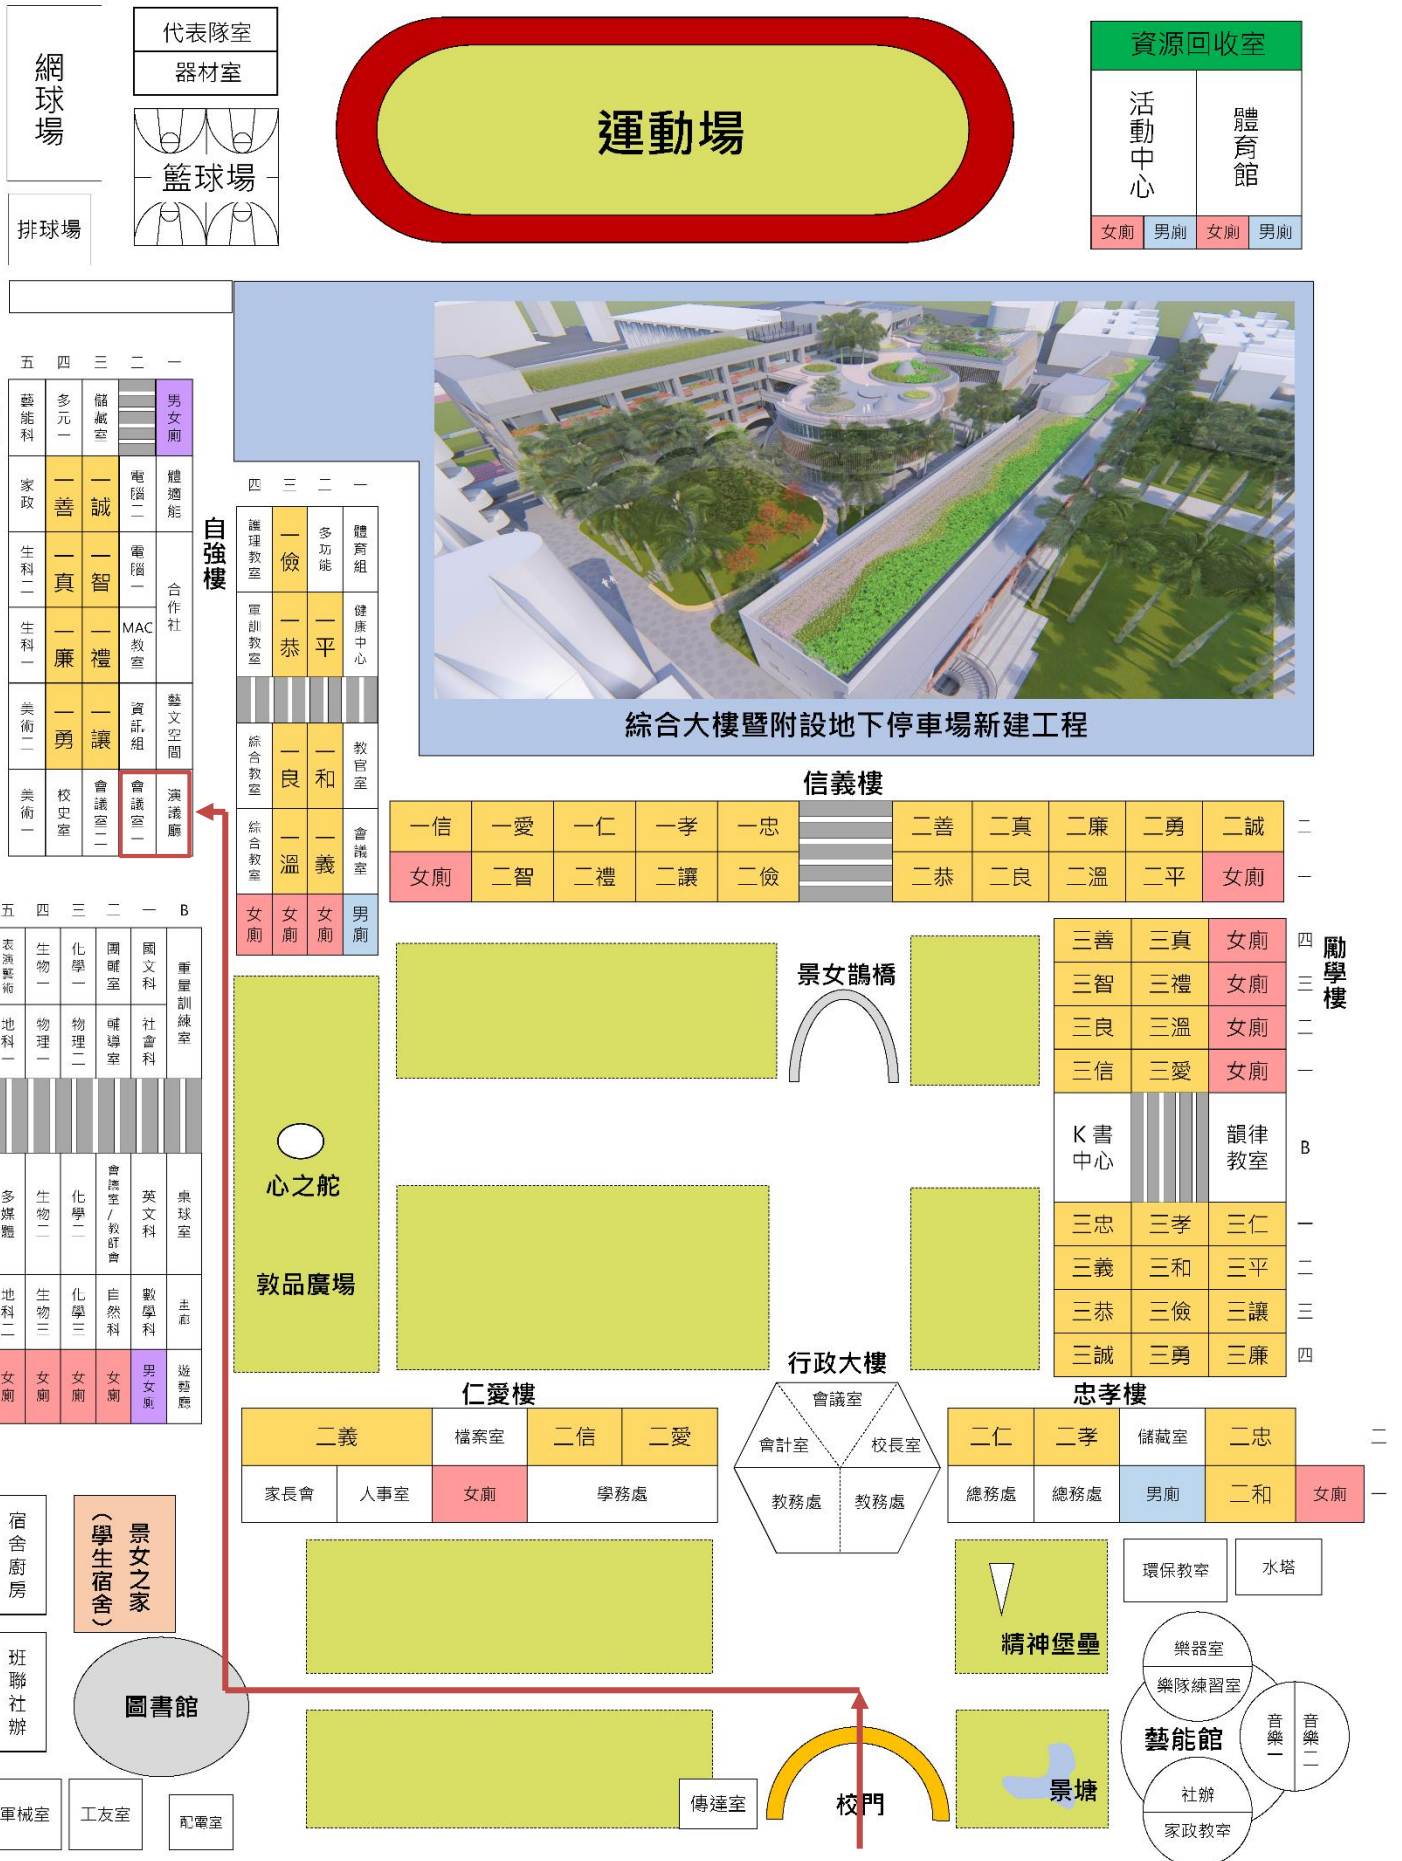 網球場
代表隊室
器材室
籃球場
排球場
運動場
資源回收室
活動中心
體育館
女廁 男廁 女廁 男廁
五 四 三 二 一
藝能科 多元一 儲藏室 男女廁
家政 一善 一誠 電腦二 體適能
生科二 一真 一智 電腦一 合作社
生科一 一廉 一禮 MAC教室
美術二 一勇 一讓 資訊組 藝文空間
美術一 校史室 會議室二 會議室一 演議廳
自強樓
四 三 二 一
護理教室 一儉 多功能 體育組
軍訓教室 一恭 一平 健康中心
綜合教室 一良 一和 教官室
綜合教室 一溫 一義 會議室
女廁 女廁 女廁 男廁
綜合大樓暨附設地下停車場新建工程
信義樓
一信 一愛 一仁 一孝 一忠 二善 二真 二廉 二勇 二誠 二
女廁 二智 二禮 二讓 二儉 二恭 二良 二溫 二平 女廁 一
五 四 三 二 一 B
表演藝術 生物一 化學一 團輔室 國文科 重量訓練室
地科一 物理一 物理二 輔導室 社會科
多媒體 生物二 化學二 會議室/教師會 英文科 桌球室
地科二 生物三 化學三 自然科 數學科 畫廊
女廁 女廁 女廁 女廁 男女廁 遊藝廳
心之舵
敦品廣場
景女鵲橋
勵學樓
三善 三真 女廁 四
三智 三禮 女廁 三
三良 三溫 女廁 二
三信 三愛 女廁 一
K書中心 韻律教室 B
三忠 三孝 三仁 一
三義 三和 三平 二
三恭 三儉 三讓 三
三誠 三勇 三廉 四
仁愛樓
二義 檔案室 二信 二愛
家長會 人事室 女廁 學務處
行政大樓
會議室
會計室 校長室
教務處 教務處
忠孝樓
二仁 二孝 儲藏室 二忠 二
總務處 總務處 男廁 二和 女廁 一
宿舍廚房
景女之家
(學生宿舍)
班聯社辦
圖書館
軍械室 工友室 配電室
傳達室
校門
精神堡壘
景塘
環保教室 水塔
樂器室
樂隊練習室
藝能館
音樂一 音樂二
社辦
家政教室